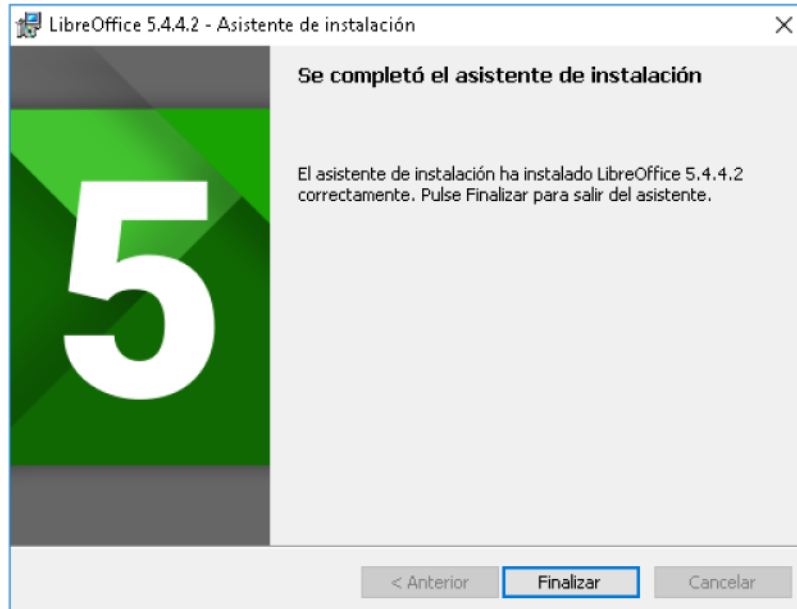 LibreOffice 5.4.4.2 - Asistente de instalación
Se completó el asistente de instalación
El asistente de instalación ha instalado LibreOffice 5.4.4.2
correctamente. Pulse Finalizar para salir del asistente.
5
< Anterior
Finalizar
Cancelar